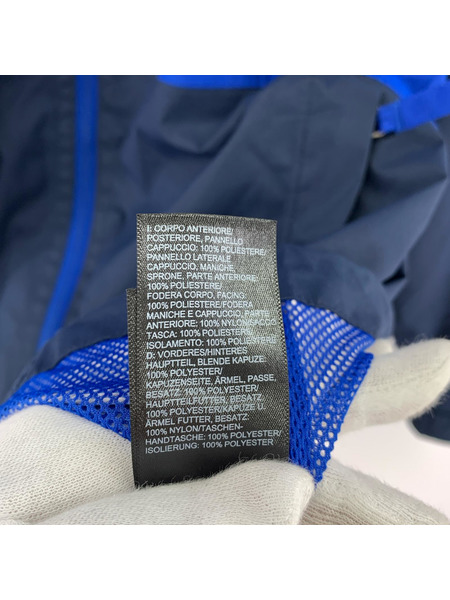 I: CORPO ANTERIORE/
POSTERIORE, PANNELLO
CAPPUCCIO: 100% POLIESTERE/
PANNELLO LATERALE
CAPPUCCIO, MANICHE,
SPRONE, PARTE ANTERIORE:
100% POLIESTERE/
FODERA CORPO, FACING:
100% POLIESTERE/FODERA
MANICHE E CAPPUCCIO, PARTE
ANTERIORE: 100% NYLON/SACCO
TASCA: 100% POLIESTERE/
ISOLAMENTO: 100% POLIESTERE
D: VORDERES/HINTERES
HAUPTTEIL, BLENDE KAPUZE:
100% POLYESTER/
KAPUZENSEITE, ÄRMEL, PASSE,
BESATZ: 100% POLYESTER/
HAUPTTEILFUTTER, BESATZ:
100% POLYESTER/KAPUZE U.
ÄRMEL FUTTER, BESATZ:
100% NYLON/TASCHEN-
HANDTASCHE: 100% POLYESTER/
ISOLIERUNG: 100% POLYESTER